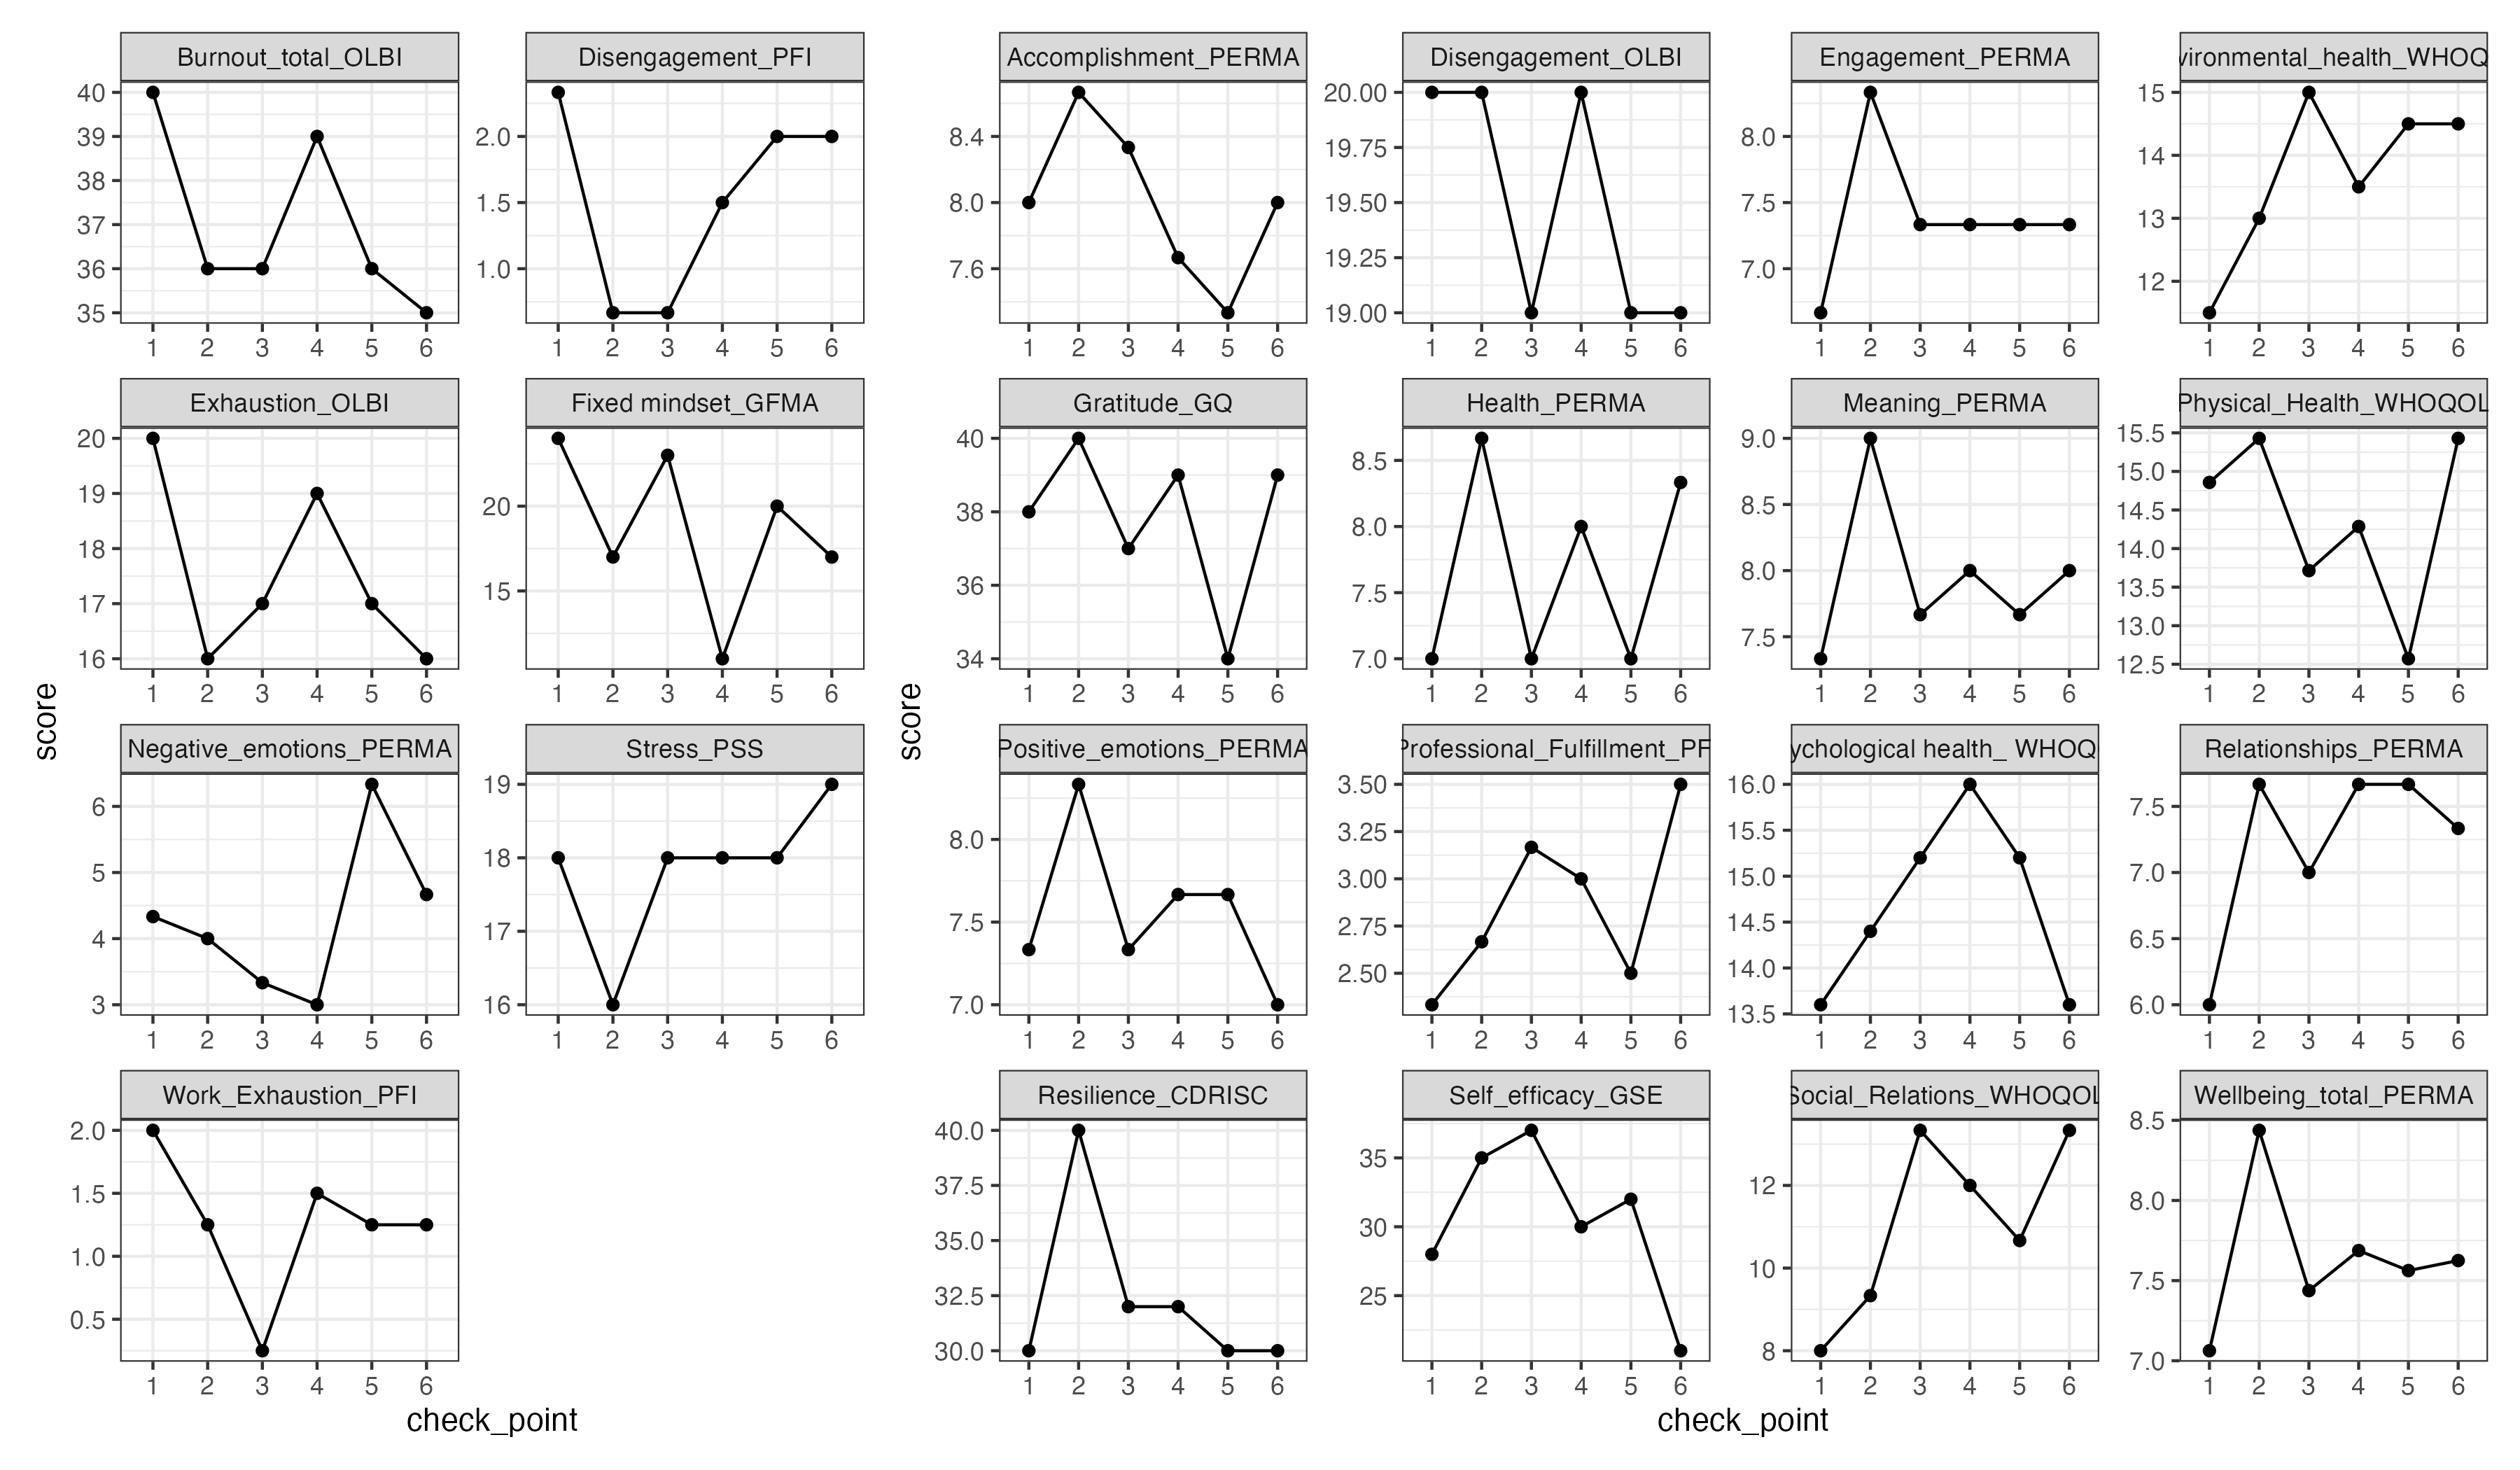 Burnout_total_OLBI
40
39
38
37
36
35
1 2 3 4 5 6
Disengagement_PFI
2.0
1.5
1.0
1 2 3 4 5 6
Accomplishment_PERMA
8.4
8.0
7.6
1 2 3 4 5 6
Disengagement_OLBI
20.00
19.75
19.50
19.25
19.00
1 2 3 4 5 6
Engagement_PERMA
8.0
7.5
7.0
1 2 3 4 5 6
vironmental_health_WHOQ
15
14
13
12
1 2 3 4 5 6
Exhaustion_OLBI
20
19
18
17
16
1 2 3 4 5 6
Fixed mindset_GFMA
20
15
1 2 3 4 5 6
Gratitude_GQ
40
38
36
34
1 2 3 4 5 6
Health_PERMA
8.5
8.0
7.5
7.0
1 2 3 4 5 6
Meaning_PERMA
9.0
8.5
8.0
7.5
1 2 3 4 5 6
Physical_Health_WHOQOL
15.5
15.0
14.5
14.0
13.5
13.0
12.5
1 2 3 4 5 6
Negative_emotions_PERMA
6
5
4
3
1 2 3 4 5 6
Stress_PSS
19
18
17
16
1 2 3 4 5 6
Positive_emotions_PERMA
8.0
7.5
7.0
1 2 3 4 5 6
Professional_Fulfillment_PF
3.50
3.25
3.00
2.75
2.50
1 2 3 4 5 6
ychological health_ WHOQ
16.0
15.5
15.0
14.5
14.0
13.5
1 2 3 4 5 6
Relationships_PERMA
7.5
7.0
6.5
6.0
1 2 3 4 5 6
Work_Exhaustion_PFI
2.0
1.5
1.0
0.5
1 2 3 4 5 6
Resilience_CDRISC
40.0
37.5
35.0
32.5
30.0
1 2 3 4 5 6
Self_efficacy_GSE
35
30
25
1 2 3 4 5 6
Social_Relations_WHOQOL
12
10
8
1 2 3 4 5 6
Wellbeing_total_PERMA
8.5
8.0
7.5
7.0
1 2 3 4 5 6
score
score
check_point
check_point